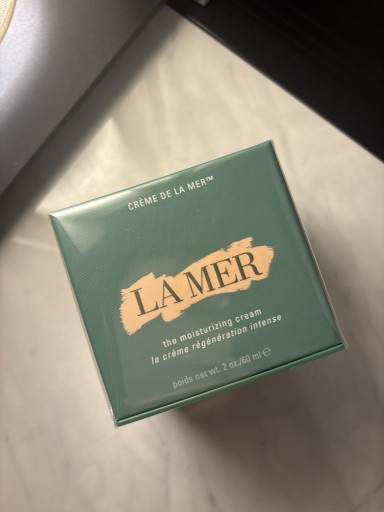 CRÈME DE LA MER™
LA MER
the moisturizing cream
la crème régénération intense
poids net wt. 2 oz./60 ml ℮